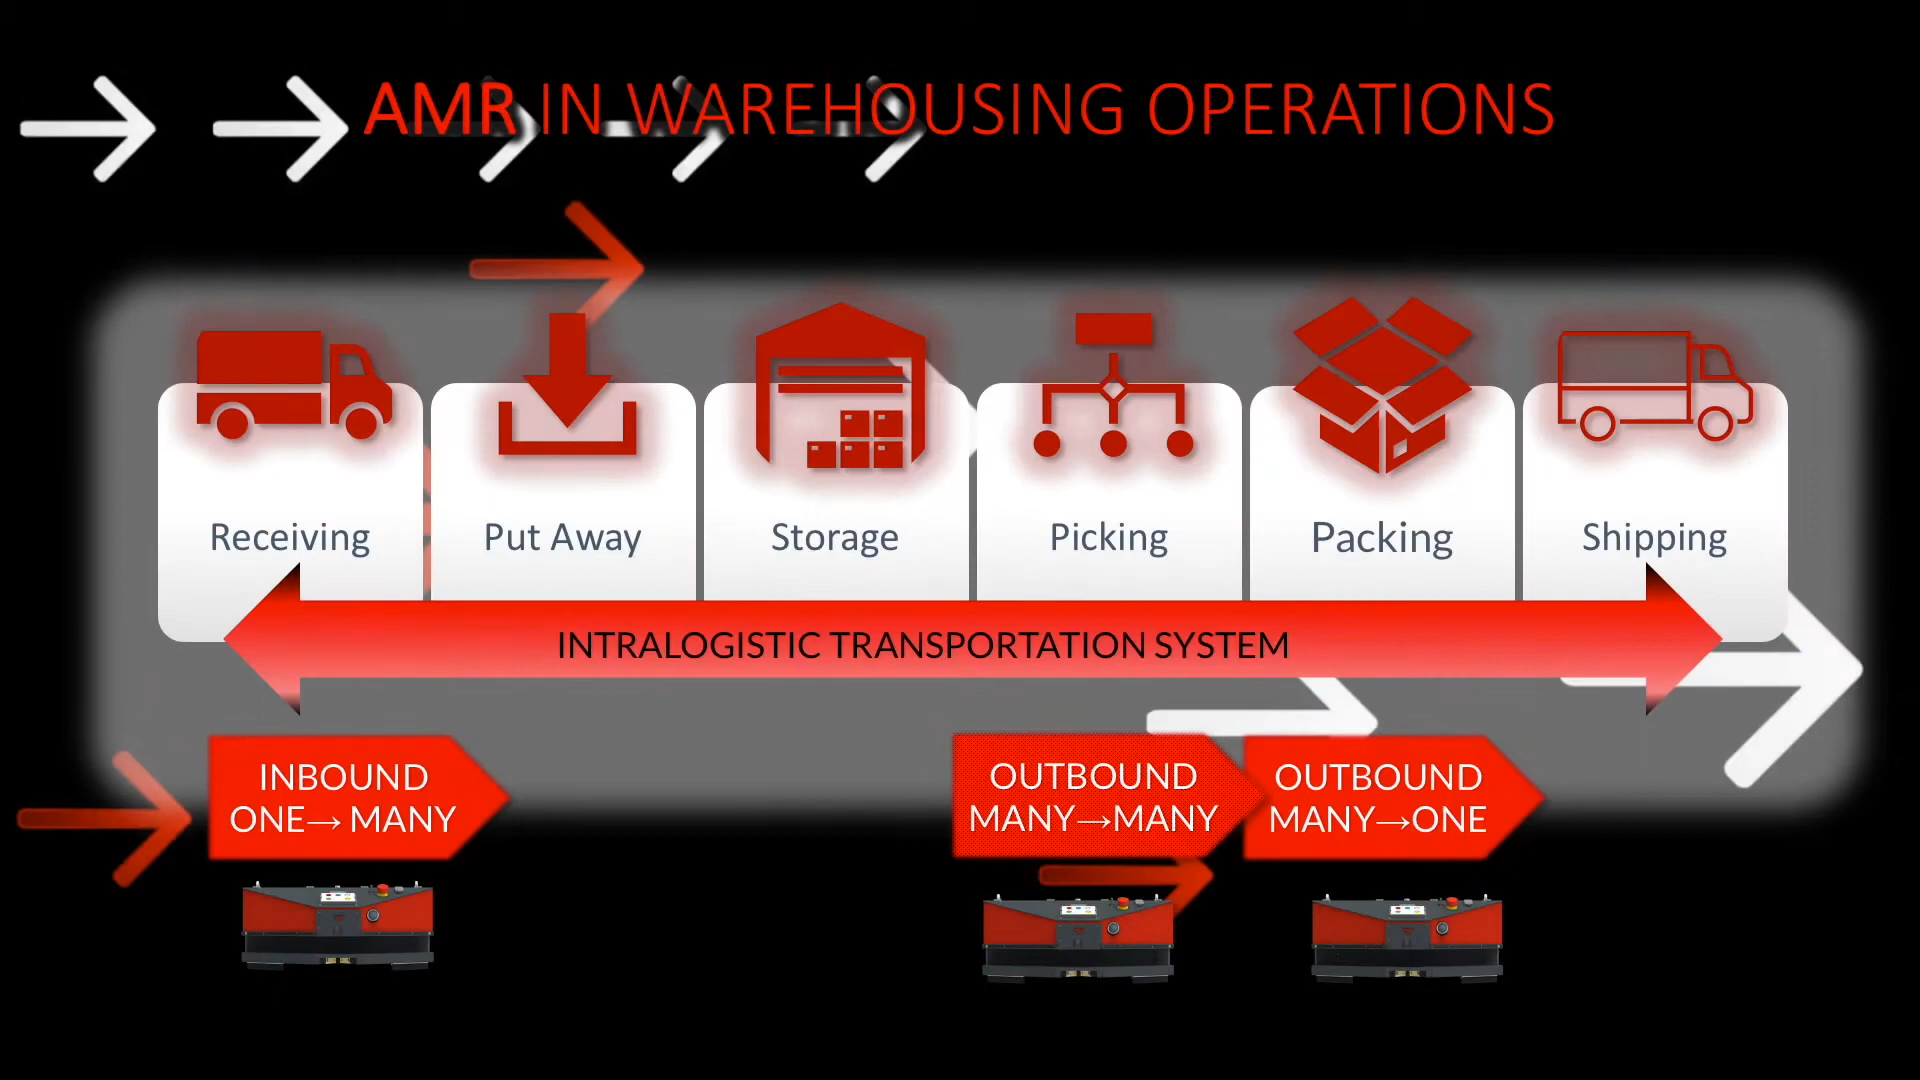 AMR IN WAREHOUSING OPERATIONS
Receiving
Put Away
Storage
Picking
Packing
Shipping
INTRALOGISTIC TRANSPORTATION SYSTEM
INBOUND
ONE→MANY
OUTBOUND
MANY→MANY
OUTBOUND
MANY→ONE